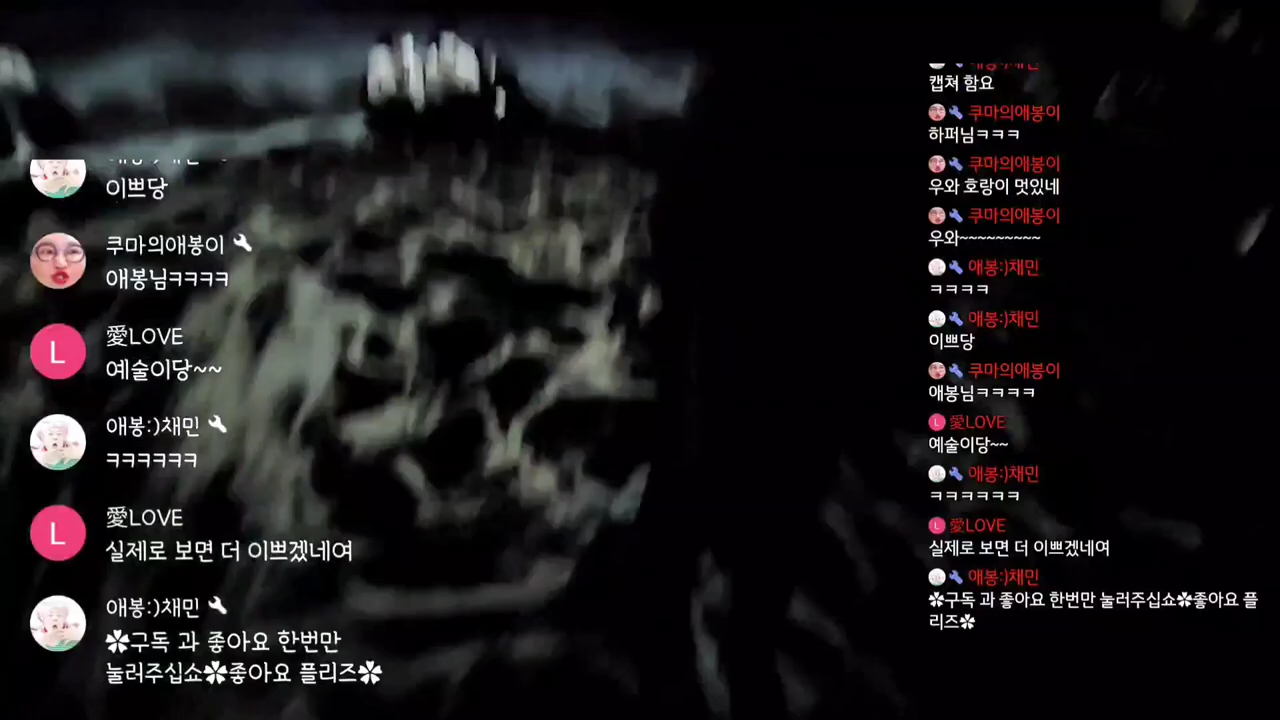 이쁘당
쿠마의애봉이
애봉님ㅋㅋㅋㅋ
L
愛LOVE
예술이당~~
애봉:)채민
ㅋㅋㅋㅋㅋㅋ
L
愛LOVE
실제로 보면 더 이쁘겠네여
애봉:)채민
✿구독 과 좋아요 한번만
눌러주십쇼✿좋아요 플리즈✿
애봉:)채민
캡쳐 함요
쿠마의애봉이
하퍼님ㅋㅋㅋ
쿠마의애봉이
우와 호랑이 멋있네
쿠마의애봉이
우와~~~~~~~~~
애봉:)채민
ㅋㅋㅋㅋ
애봉:)채민
이쁘당
쿠마의애봉이
애봉님ㅋㅋㅋㅋ
L 愛LOVE
예술이당~~
애봉:)채민
ㅋㅋㅋㅋㅋㅋ
L 愛LOVE
실제로 보면 더 이쁘겠네여
애봉:)채민
✿구독 과 좋아요 한번만 눌러주십쇼✿좋아요 플
리즈✿